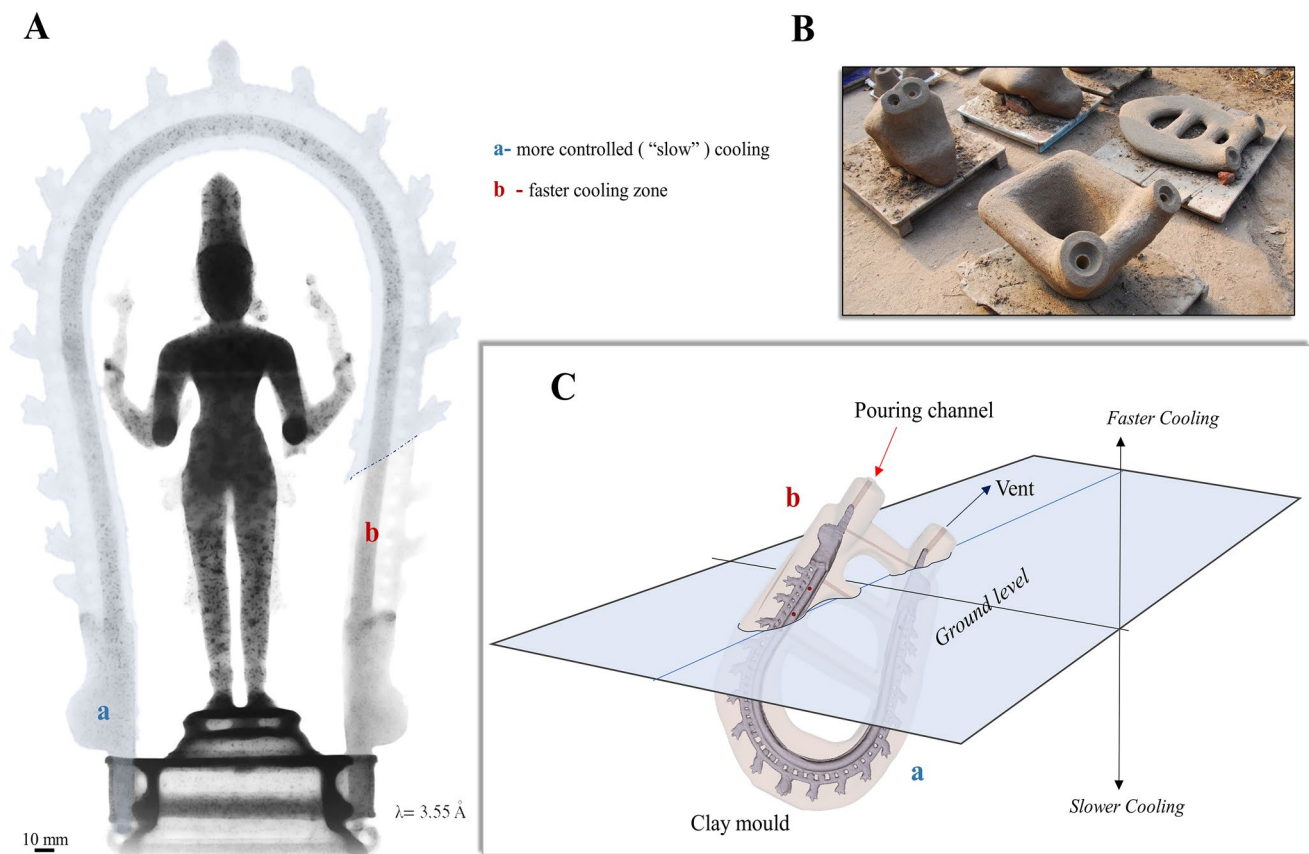 A
B
a- more controlled ( “slow” ) cooling
b - faster cooling zone
b
a
λ= 3.55 Å
10 mm
C
Pouring channel
Faster Cooling
b
Vent
Ground level
a
Clay mould
Slower Cooling